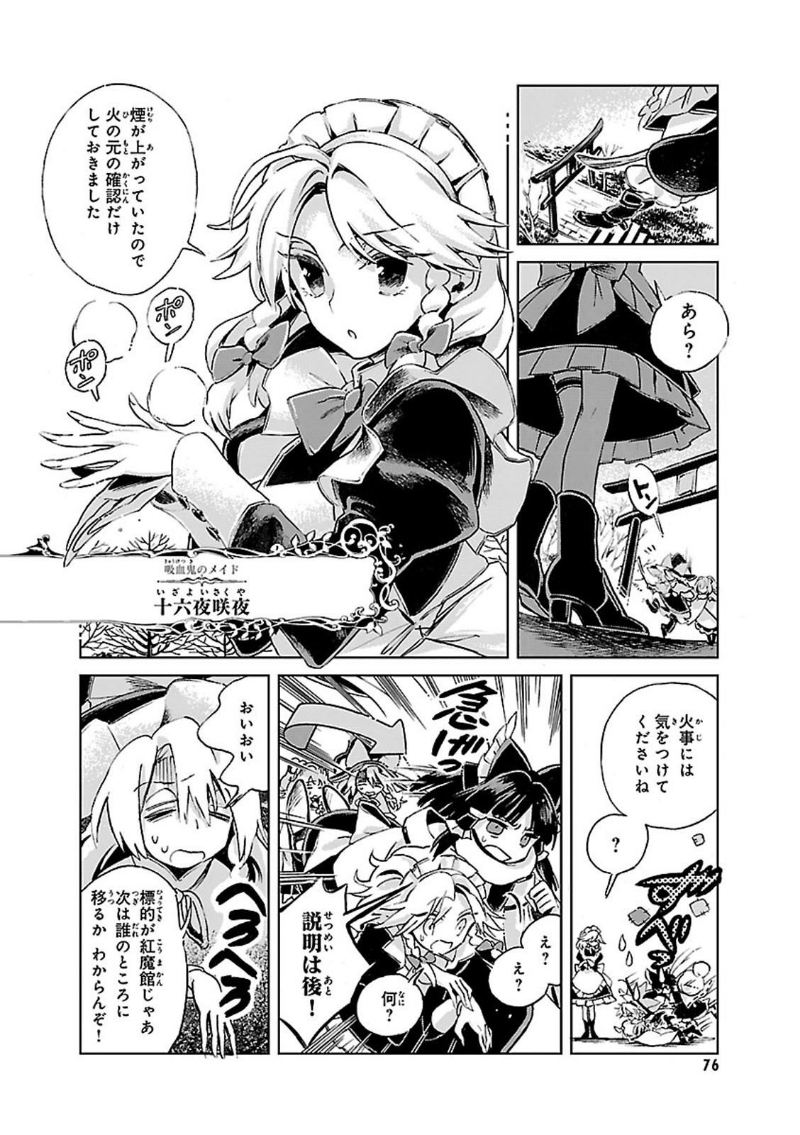 あら?
トン
煙が上がっていたので
火の元の確認だけ
しておきました
ポン
ポン
吸血鬼のメイド
十六夜咲夜
火事には
気をつけて
くださいね
?
ズベ
急げっ
え?
え?
何?
説明は後!
おいおい
へろへろ
標的が紅魔館じゃあ
次は誰のところに
移るか わからんぞ!
76